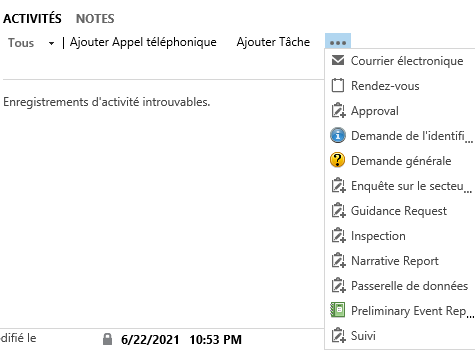 ACTIVITÉS NOTES
Tous | Ajouter Appel téléphonique Ajouter Tâche ...
Courrier électronique
Enregistrements d'activité introuvables.
Rendez-vous
Approval
Demande de l'identifi...
Demande générale
Enquête sur le secteu...
Guidance Request
Inspection
Narrative Report
Passerelle de données
Preliminary Event Rep...
Suivi
difié le 6/22/2021 10:53 PM